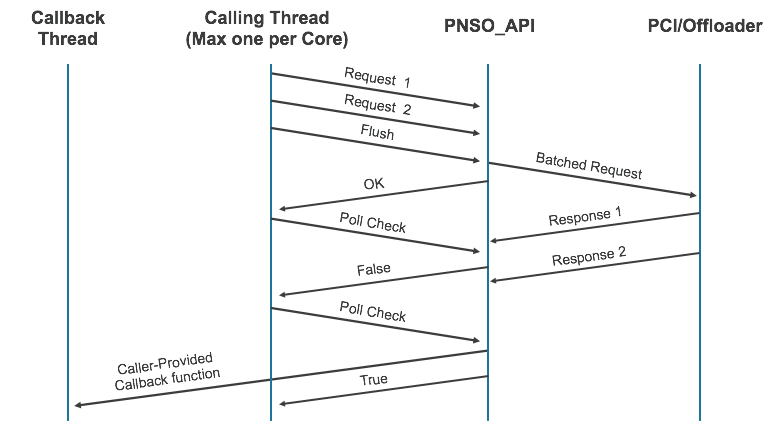 Callback
Thread
Calling Thread
(Max one per Core)
PNSO_API
PCI/Offloader
Request 1
Request 2
Flush
Batched Request
OK
Response 1
Poll Check
Response 2
False
Poll Check
Caller-Provided
Callback function
True